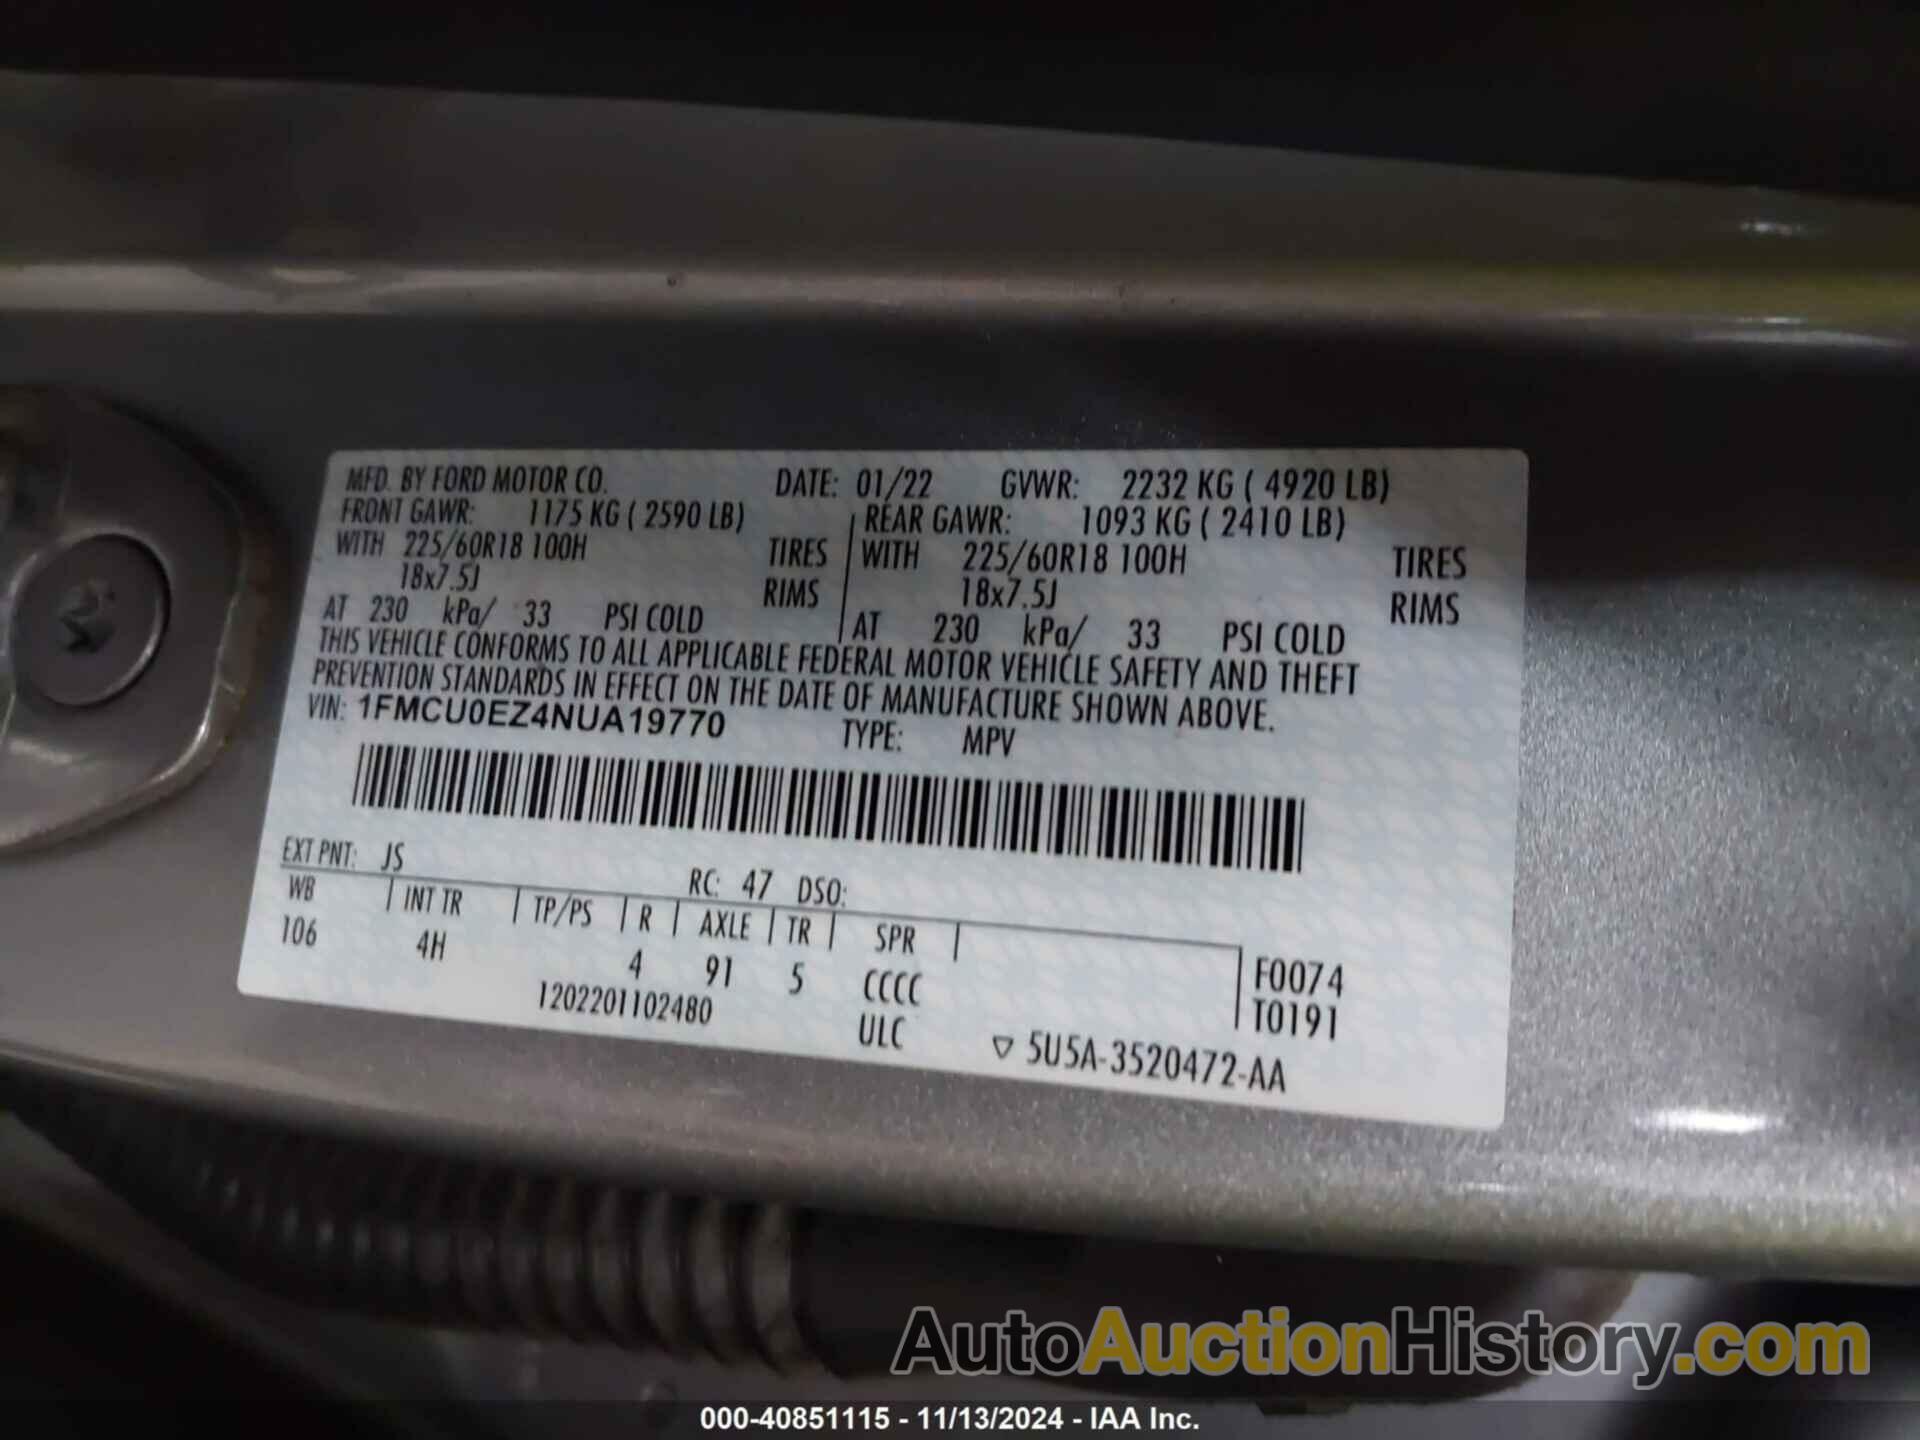 MFD. BY FORD MOTOR CO. DATE: 01/22 GVWR: 2232 KG ( 4920 LB)
FRONT GAWR: 1175 KG ( 2590 LB) REAR GAWR: 1093 KG ( 2410 LB)
WITH 225/60R18 100H TIRES WITH 225/60R18 100H TIRES
18x7.5J RIMS 18x7.5J RIMS
AT 230 kPa/ 33 PSI COLD AT 230 kPa/ 33 PSI COLD
THIS VEHICLE CONFORMS TO ALL APPLICABLE FEDERAL MOTOR VEHICLE SAFETY AND THEFT
PREVENTION STANDARDS IN EFFECT ON THE DATE OF MANUFACTURE SHOWN ABOVE.
VIN: 1FMCU0EZ4NUA19770 TYPE: MPV
EXT PNT: JS RC: 47 DSO:
WB INT TR TP/PS R AXLE TR SPR
106 4H 4 91 5 CCCC F0074
1202201102480 ULC T0191
▽ 5U5A-3520472-AA
AutoAuctionHistory.com
000-40851115 - 11/13/2024 - IAA Inc.